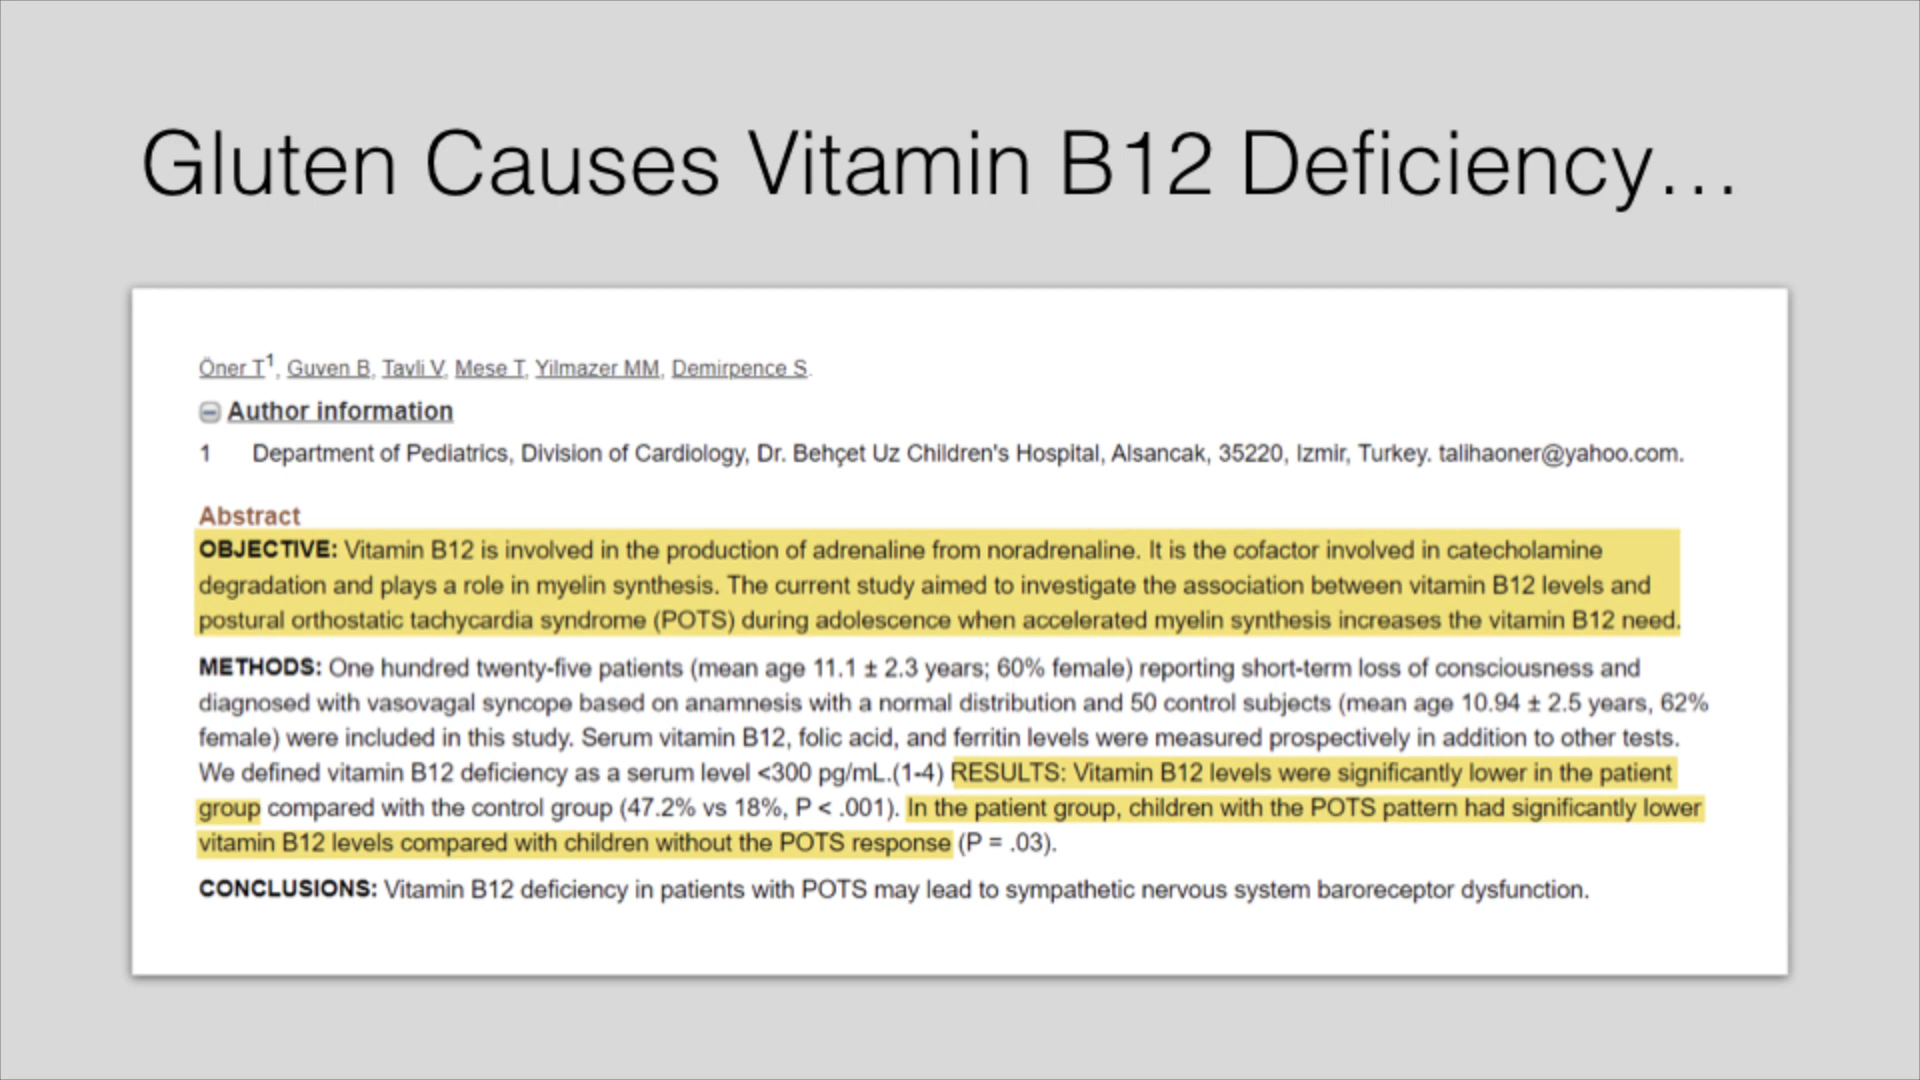 Gluten Causes Vitamin B12 Deficiency...
Öner T1, Guven B, Tavli V, Mese T, Yilmazer MM, Demirpence S.
Author information
1 Department of Pediatrics, Division of Cardiology, Dr. Behçet Uz Children's Hospital, Alsancak, 35220, Izmir, Turkey. talihaoner@yahoo.com.
Abstract
OBJECTIVE: Vitamin B12 is involved in the production of adrenaline from noradrenaline. It is the cofactor involved in catecholamine
degradation and plays a role in myelin synthesis. The current study aimed to investigate the association between vitamin B12 levels and
postural orthostatic tachycardia syndrome (POTS) during adolescence when accelerated myelin synthesis increases the vitamin B12 need.
METHODS: One hundred twenty-five patients (mean age 11.1 ± 2.3 years; 60% female) reporting short-term loss of consciousness and
diagnosed with vasovagal syncope based on anamnesis with a normal distribution and 50 control subjects (mean age 10.94 ± 2.5 years, 62%
female) were included in this study. Serum vitamin B12, folic acid, and ferritin levels were measured prospectively in addition to other tests.
We defined vitamin B12 deficiency as a serum level <300 pg/mL.(1-4) RESULTS: Vitamin B12 levels were significantly lower in the patient
group compared with the control group (47.2% vs 18%, P < .001). In the patient group, children with the POTS pattern had significantly lower
vitamin B12 levels compared with children without the POTS response (P = .03).
CONCLUSIONS: Vitamin B12 deficiency in patients with POTS may lead to sympathetic nervous system baroreceptor dysfunction.